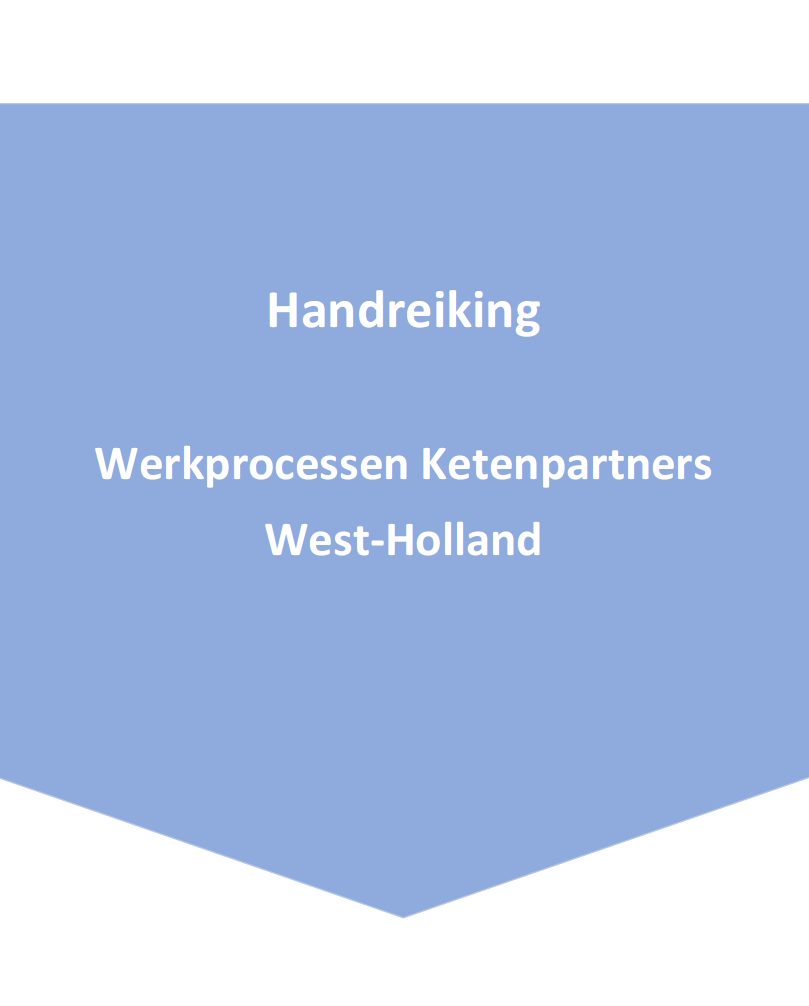 Handreiking
Werkprocessen Ketenpartners
West-Holland